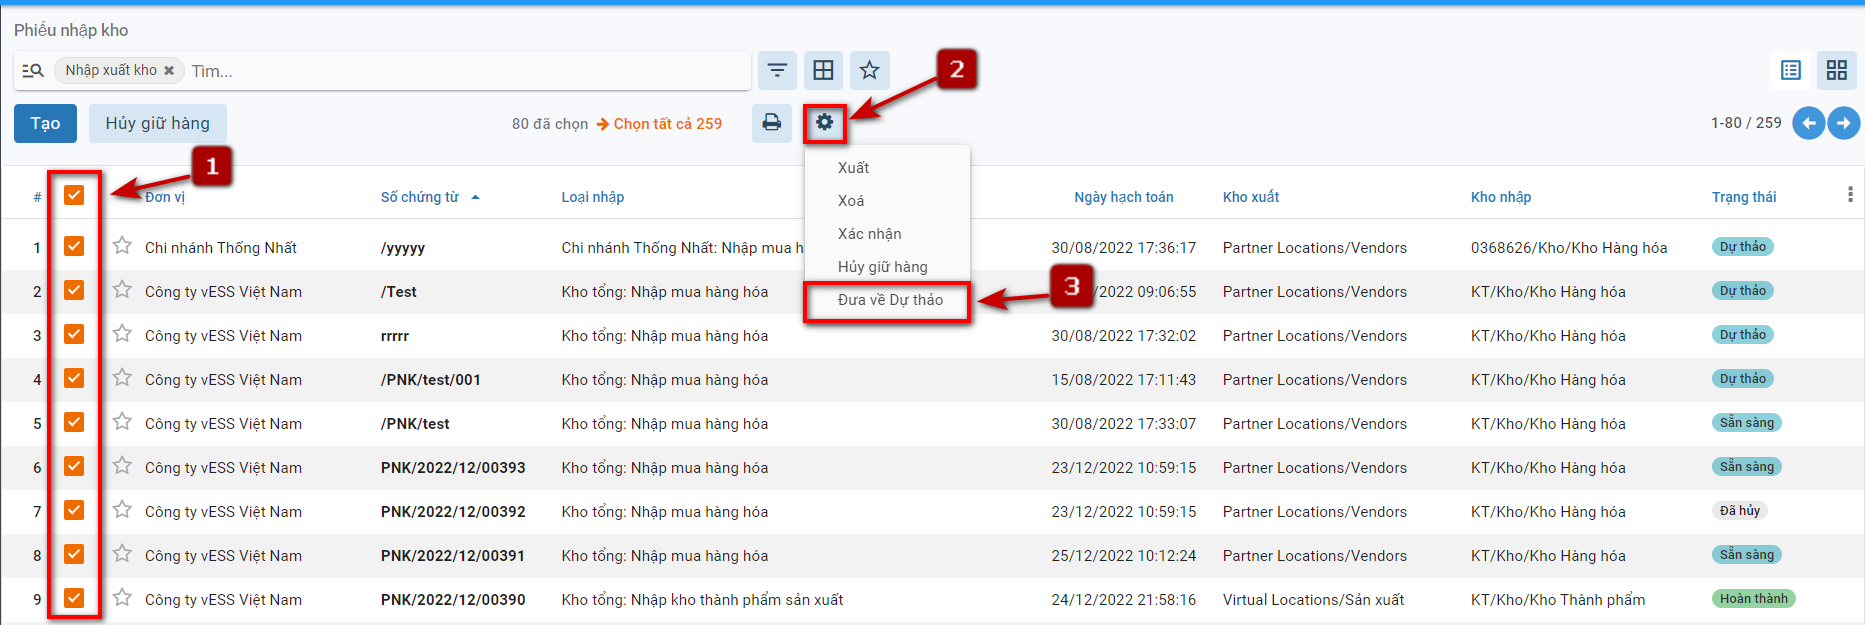 Phiếu nhập kho
Nhập xuất kho Tìm...
2
Tạo Hủy giữ hàng 80 đã chọn Chọn tất cả 259 1-80 / 259
1
Xuất
Xoá
Xác nhận
Hủy giữ hàng
Đưa về Dự thảo
3
# Đơn vị Số chứng từ Loại nhập Ngày hạch toán Kho xuất Kho nhập Trạng thái
1 Chi nhánh Thống Nhất /yyyyy Chi nhánh Thống Nhất: Nhập mua h 30/08/2022 17:36:17 Partner Locations/Vendors 0368626/Kho/Kho Hàng hóa Dự thảo
2 Công ty vESS Việt Nam /Test Kho tổng: Nhập mua hàng hóa /2022 09:06:55 Partner Locations/Vendors KT/Kho/Kho Hàng hóa Dự thảo
3 Công ty vESS Việt Nam rrrrr Kho tổng: Nhập mua hàng hóa 30/08/2022 17:32:02 Partner Locations/Vendors KT/Kho/Kho Hàng hóa Dự thảo
4 Công ty vESS Việt Nam /PNK/test/001 Kho tổng: Nhập mua hàng hóa 15/08/2022 17:11:43 Partner Locations/Vendors KT/Kho/Kho Hàng hóa Dự thảo
5 Công ty vESS Việt Nam /PNK/test Kho tổng: Nhập mua hàng hóa 30/08/2022 17:33:07 Partner Locations/Vendors KT/Kho/Kho Hàng hóa Sẵn sàng
6 Công ty vESS Việt Nam PNK/2022/12/00393 Kho tổng: Nhập mua hàng hóa 23/12/2022 10:59:15 Partner Locations/Vendors KT/Kho/Kho Hàng hóa Sẵn sàng
7 Công ty vESS Việt Nam PNK/2022/12/00392 Kho tổng: Nhập mua hàng hóa 23/12/2022 10:59:15 Partner Locations/Vendors KT/Kho/Kho Hàng hóa Đã hủy
8 Công ty vESS Việt Nam PNK/2022/12/00391 Kho tổng: Nhập mua hàng hóa 25/12/2022 10:12:24 Partner Locations/Vendors KT/Kho/Kho Hàng hóa Sẵn sàng
9 Công ty vESS Việt Nam PNK/2022/12/00390 Kho tổng: Nhập kho thành phẩm sản xuất 24/12/2022 21:58:16 Virtual Locations/Sản xuất KT/Kho/Kho Thành phẩm Hoàn thành